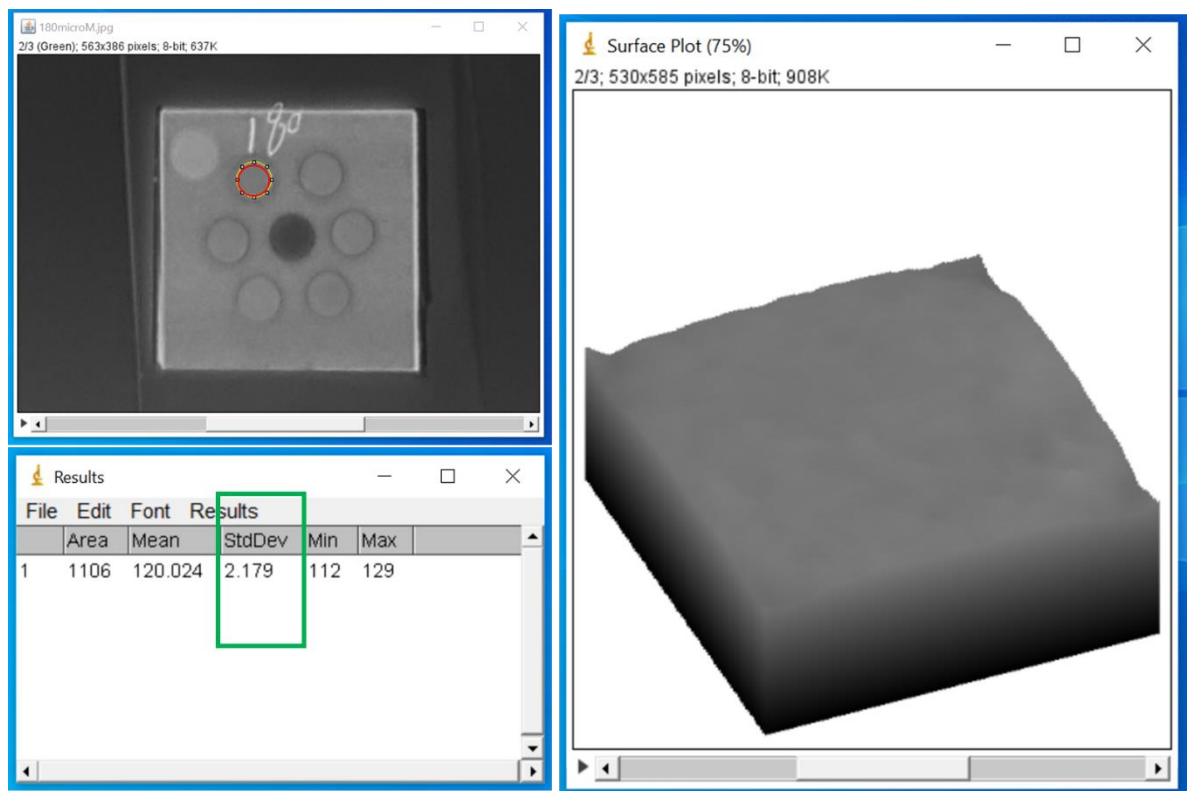 180microM.jpg
2/3 (Green); 563x386 pixels; 8-bit; 637K
180
Results
File Edit Font Results
Area Mean StdDev Min Max
1 1106 120.024 2.179 112 129
Surface Plot (75%)
2/3; 530x585 pixels; 8-bit; 908K